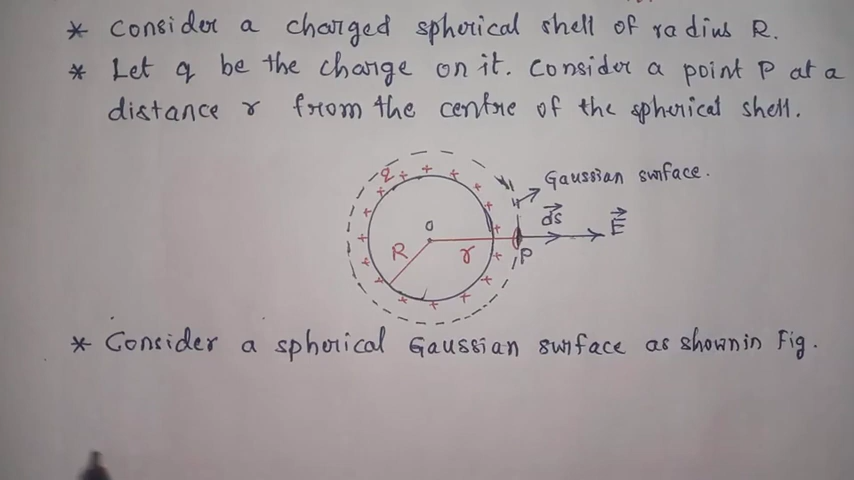 * Consider a charged spherical shell of radius R.
* Let q be the charge on it. Consider a point P at a
distance r from the centre of the spherical shell.
q
Gaussian surface.
ds
E
O
R
r
P
* Consider a spherical Gaussian surface as shown in Fig.